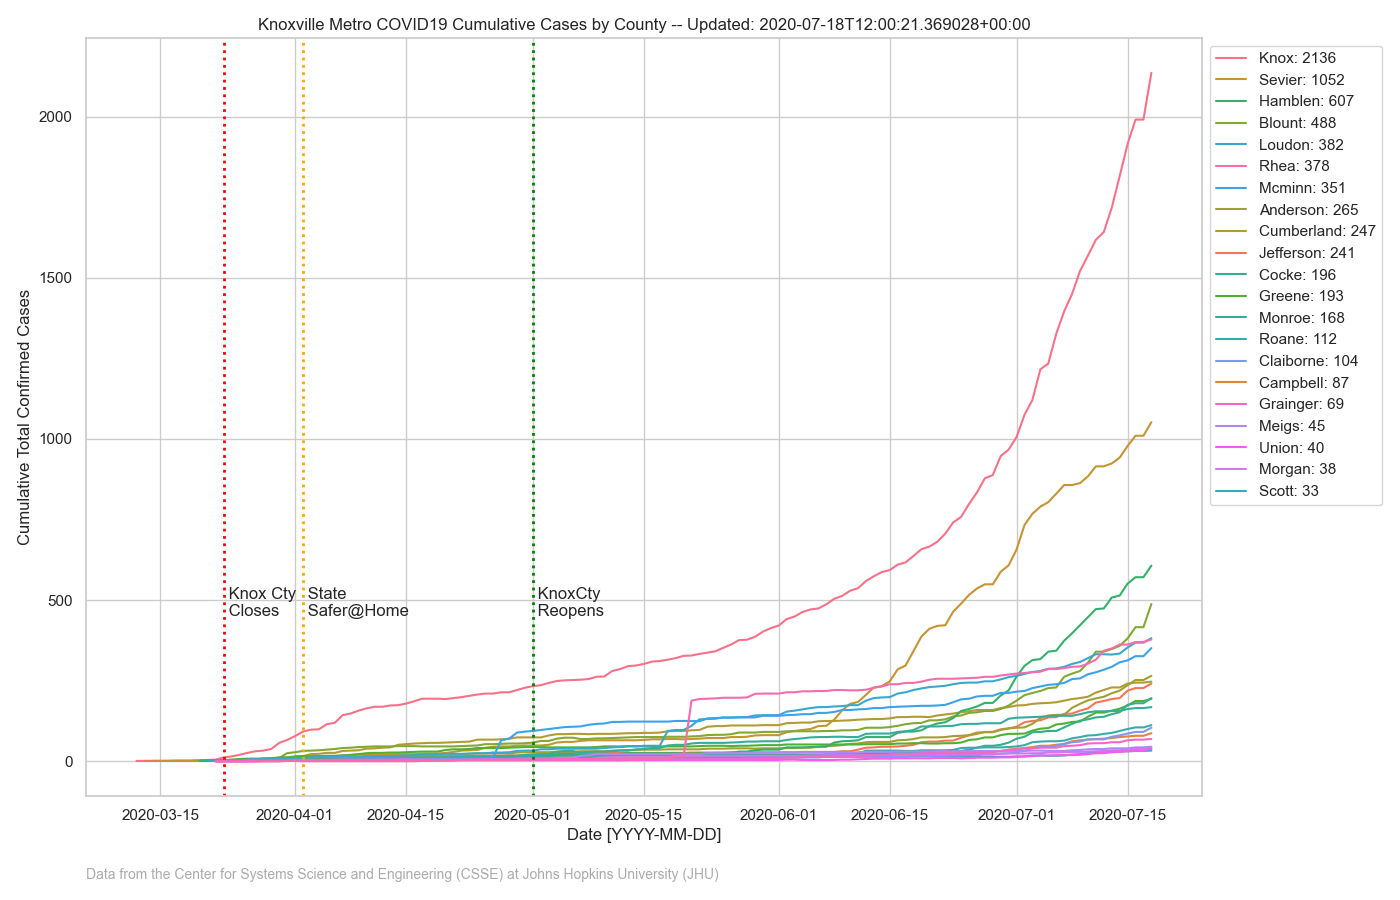 Knoxville Metro COVID19 Cumulative Cases by County -- Updated: 2020-07-18T12:00:21.369028+00:00
Cumulative Total Confirmed Cases
2000
1500
1000
500
0
Knox Cty
Closes
State
Safer@Home
KnoxCty
Reopens
2020-03-15
2020-04-01
2020-04-15
2020-05-01
2020-05-15
2020-06-01
2020-06-15
2020-07-01
2020-07-15
Date [YYYY-MM-DD]
Knox: 2136
Sevier: 1052
Hamblen: 607
Blount: 488
Loudon: 382
Rhea: 378
Mcminn: 351
Anderson: 265
Cumberland: 247
Jefferson: 241
Cocke: 196
Greene: 193
Monroe: 168
Roane: 112
Claiborne: 104
Campbell: 87
Grainger: 69
Meigs: 45
Union: 40
Morgan: 38
Scott: 33
Data from the Center for Systems Science and Engineering (CSSE) at Johns Hopkins University (JHU)